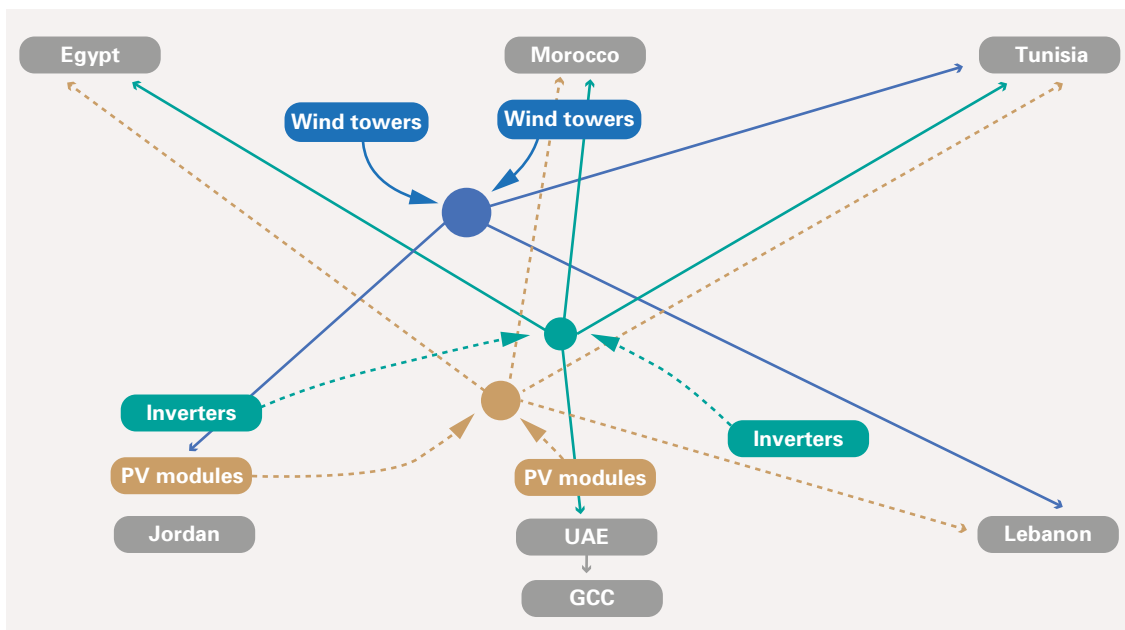 Egypt
Morocco
Tunisia
Wind towers
Wind towers
Inverters
Inverters
PV modules
PV modules
Jordan
UAE
Lebanon
GCC